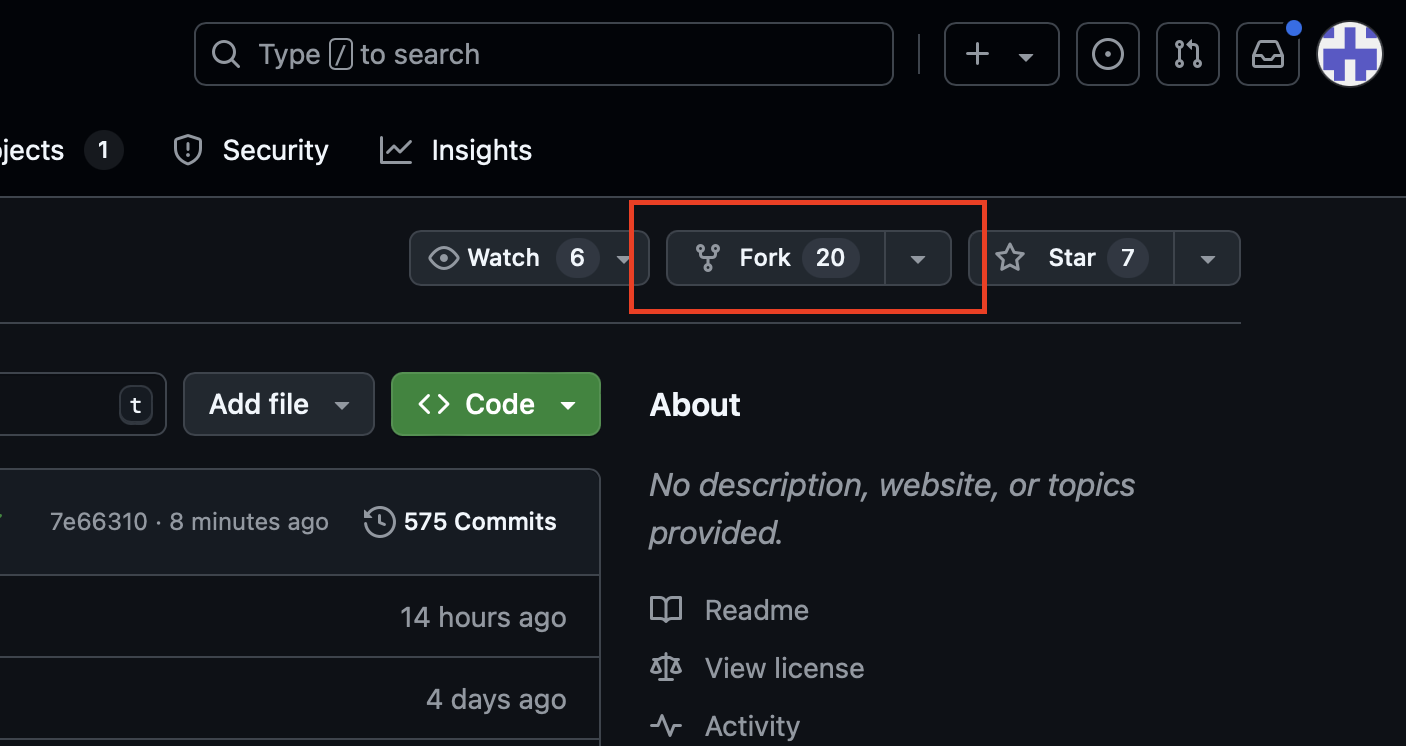 Type / to search
jects 1 Security Insights
Watch 6 Fork 20 Star 7
t Add file <> Code About
No description, website, or topics
provided.
7e66310 · 8 minutes ago 575 Commits
14 hours ago
4 days ago
Readme
View license
Activity